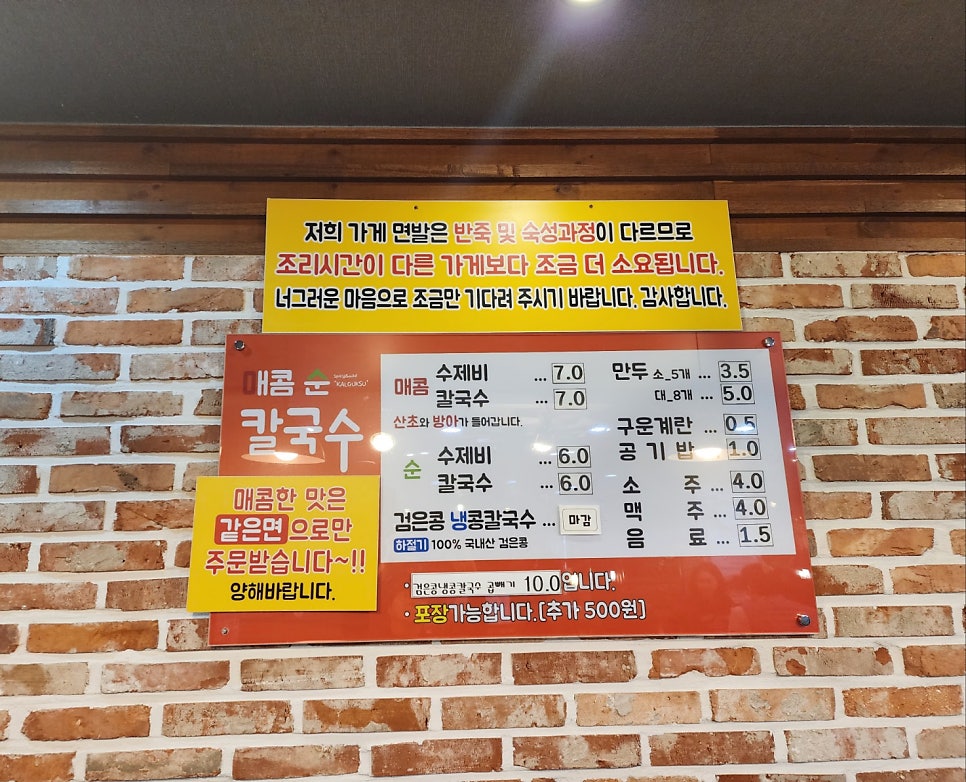 저희 가게 면발은 반죽 및 숙성과정이 다르므로
조리시간이 다른 가게보다 조금 더 소요됩니다.
너그러운 마음으로 조금만 기다려 주시기 바랍니다. 감사합니다.
매콤 순
"KALGUKSU"
칼국수
매콤한 맛은
같은면으로만
주문받습니다~!!
양해바랍니다.
매콤
수제비 ... 7.0
칼국수 ... 7.0
산초와 방아가 들어갑니다.
순
수제비 ... 6.0
칼국수 ... 6.0
검은콩 냉콩칼국수 ... 마감
하절기 100% 국내산 검은콩
만두 소_5개 ... 3.5
대_8개 ... 5.0
구운계란 ... 0.5
공기밥 ... 1.0
소주 ... 4.0
맥주 ... 4.0
음료 ... 1.5
· 검은콩냉콩칼국수 곱빼기 10.0입니다!
· 포장가능합니다.[추가 500원]